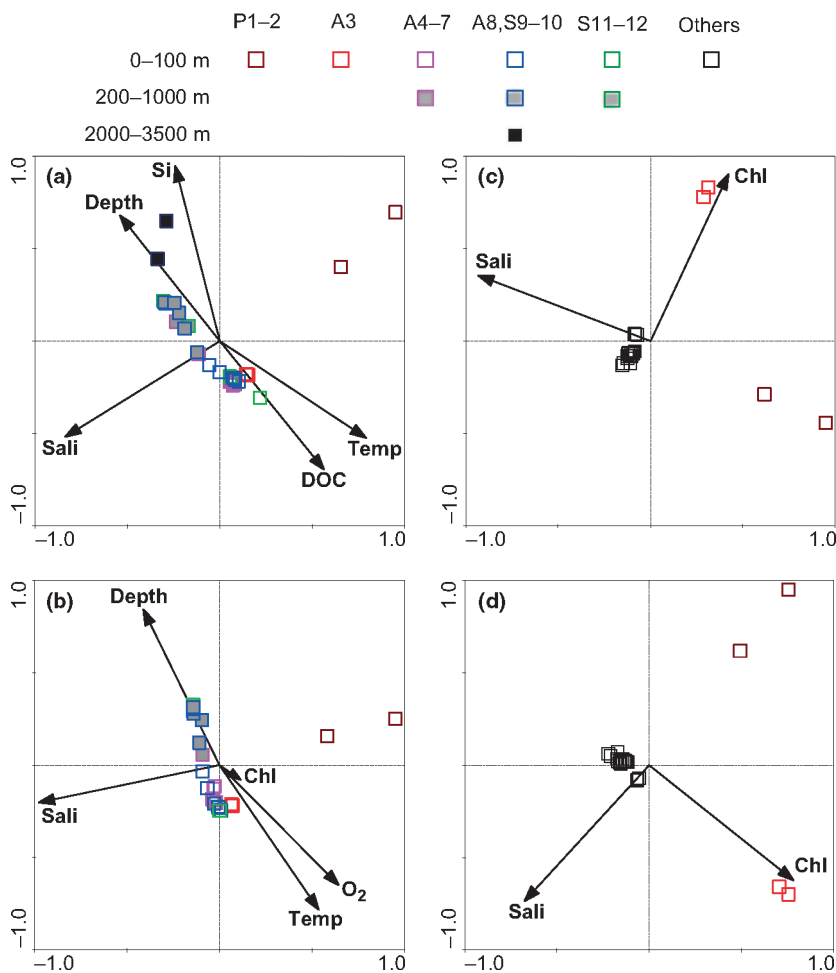 P1–2 A3 A4–7 A8,S9–10 S11–12 Others
0–100 m
200–1000 m
2000–3500 m
(a) Si Depth Sali DOC Temp 1.0 –1.0 –1.0 1.0
(c) Chl Sali 1.0 –1.0 –1.0 1.0
(b) Depth Chl Sali O2 Temp 1.0 –1.0 –1.0 1.0
(d) Chl Sali 1.0 –1.0 –1.0 1.0